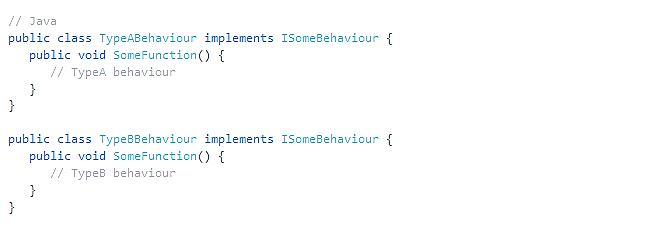 // Java
public class TypeABehaviour implements ISomeBehaviour {
   public void SomeFunction() {
      // TypeA behaviour
   }
}

public class TypeBBehaviour implements ISomeBehaviour {
   public void SomeFunction() {
      // TypeB behaviour
   }
}